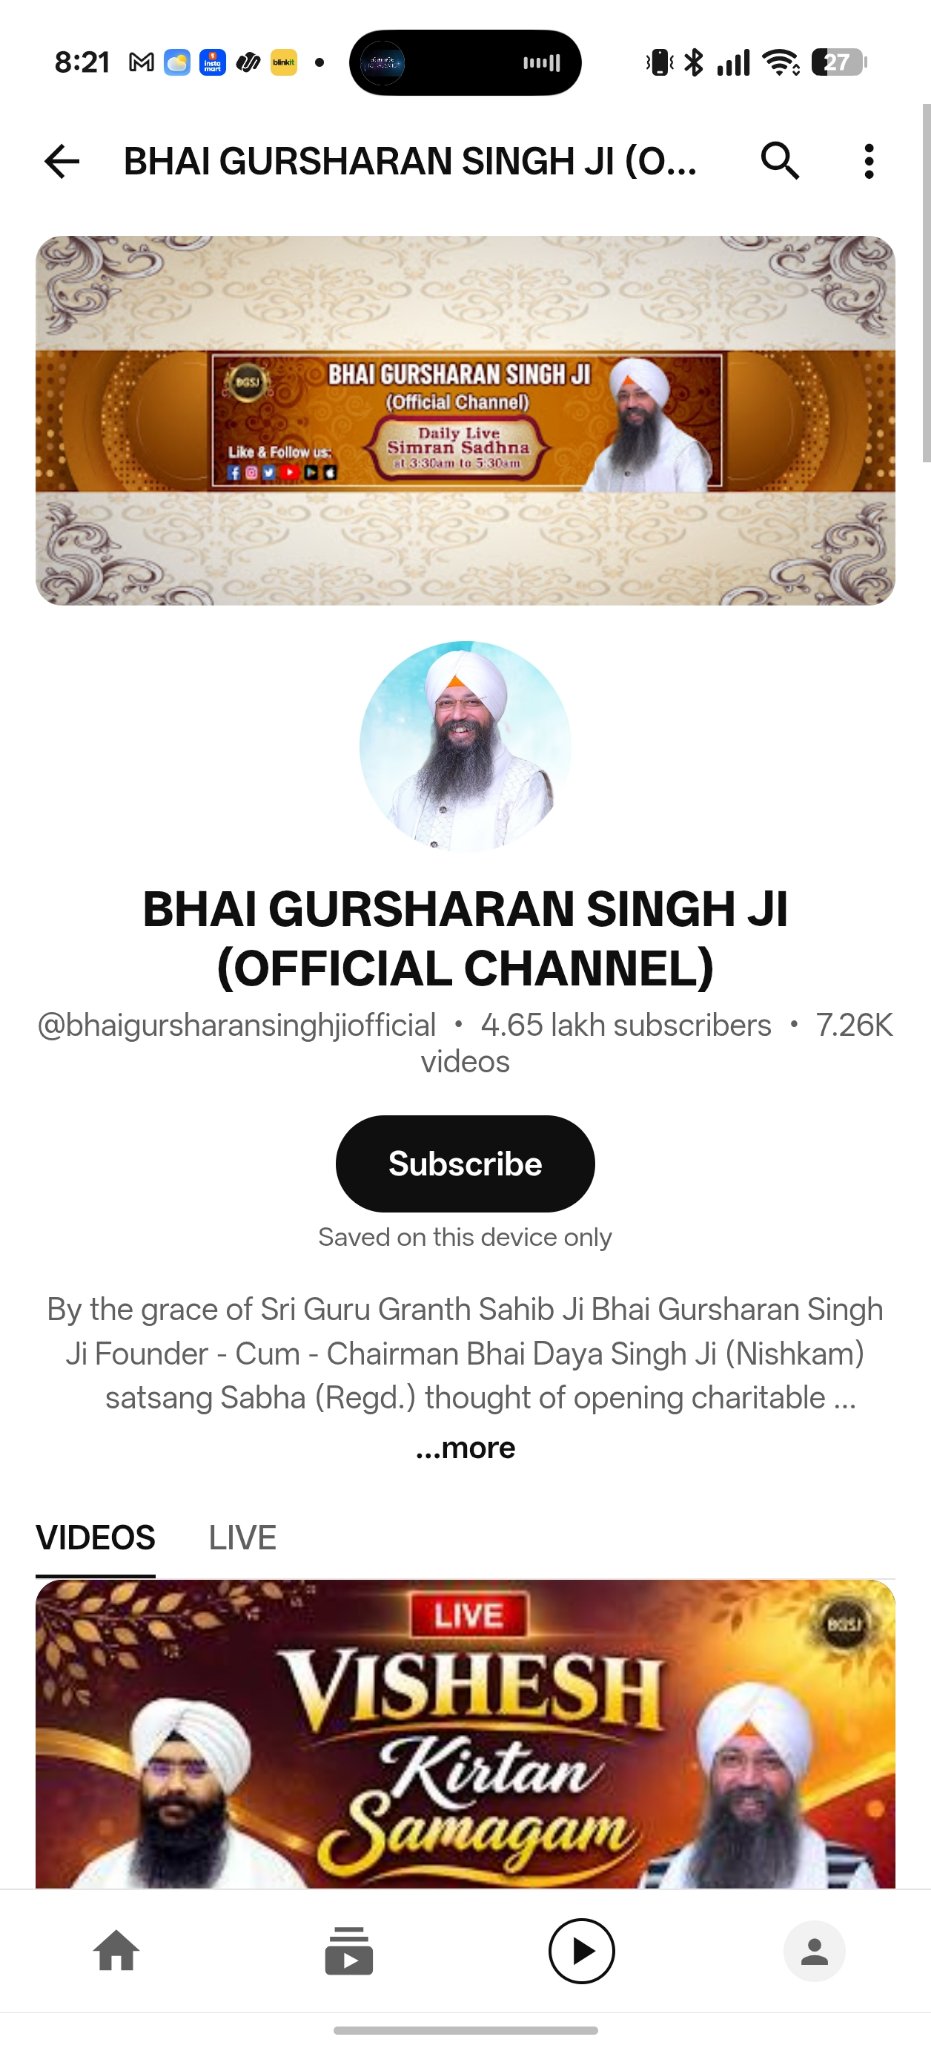 8:21
insta
mart
blinkit
27
BHAI GURSHARAN SINGH JI (O...
BGSJ
BHAI GURSHARAN SINGH JI
(Official Channel)
Daily Live
Simran Sadhna
at 3:30am to 5:30am
Like & Follow us:
BHAI GURSHARAN SINGH JI
(OFFICIAL CHANNEL)
@bhaigursharansinghjiofficial • 4.65 lakh subscribers • 7.26K
videos
Subscribe
Saved on this device only
By the grace of Sri Guru Granth Sahib Ji Bhai Gursharan Singh
Ji Founder - Cum - Chairman Bhai Daya Singh Ji (Nishkam)
satsang Sabha (Regd.) thought of opening charitable ...
...more
VIDEOS LIVE
LIVE
BGSJ
VISHESH
Kirtan
Samagam